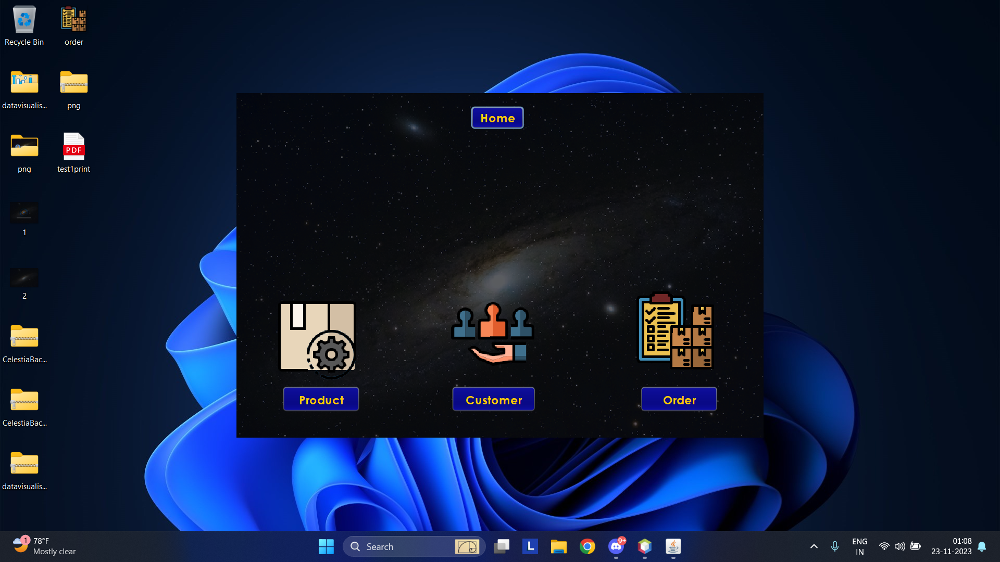 Recycle Bin
order
datavisualis...
png
png
PDF
test1print
1
2
CelestiaBac...
CelestiaBac...
datavisualis...
Home
Product
Customer
Order
1
78°F
Mostly clear
Search
L
9+
ENG
IN
01:08
23-11-2023